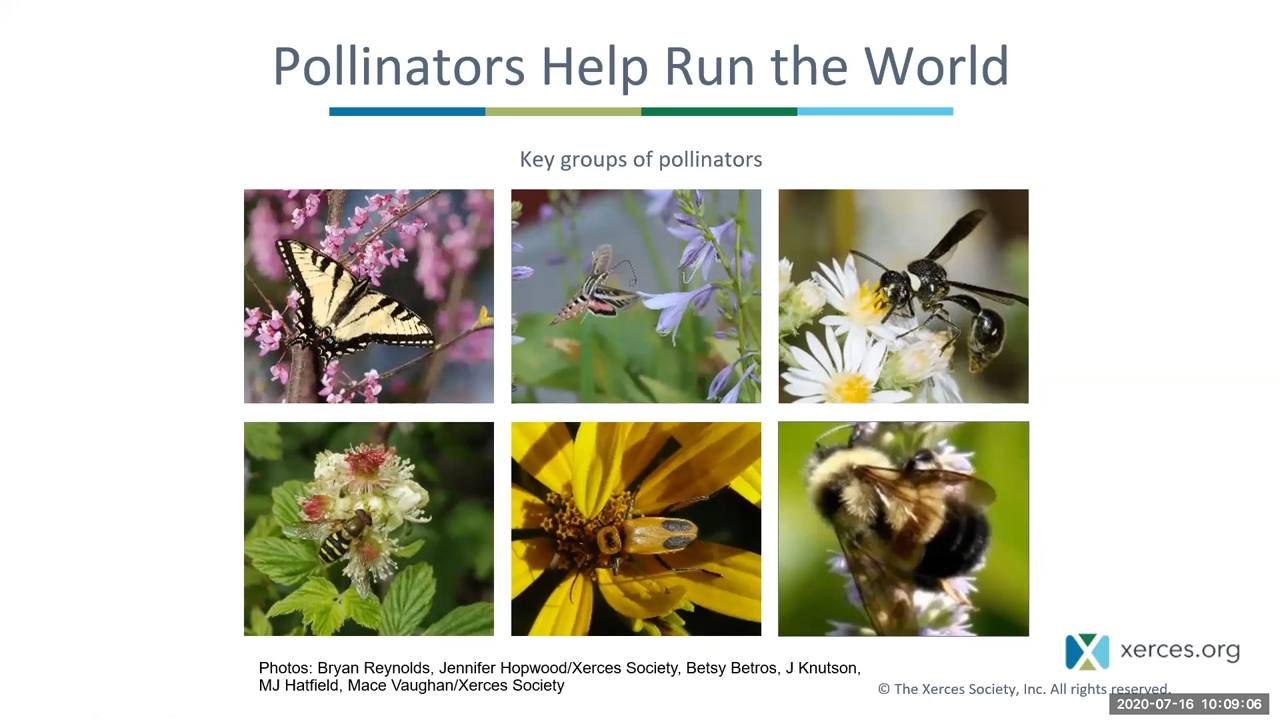 Pollinators Help Run the World
Key groups of pollinators
Photos: Bryan Reynolds, Jennifer Hopwood/Xerces Society, Betsy Betros, J Knutson,
MJ Hatfield, Mace Vaughan/Xerces Society
xerces.org
© The Xerces Society, Inc. All rights reserved.
2020-07-16 10:09:06